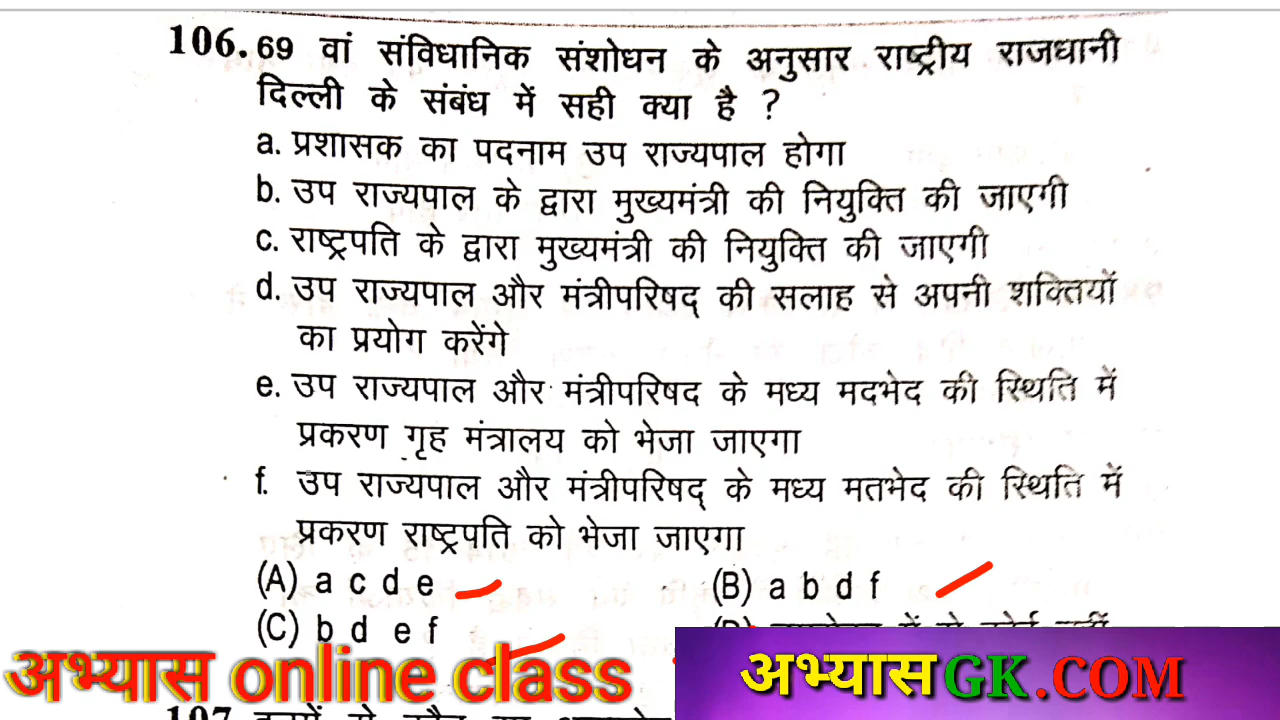 106. 69 वां संविधानिक संशोधन के अनुसार राष्ट्रीय राजधानी
दिल्ली के संबंध में सही क्या है ?
a. प्रशासक का पदनाम उप राज्यपाल होगा
b. उप राज्यपाल के द्वारा मुख्यमंत्री की नियुक्ति की जाएगी
c. राष्ट्रपति के द्वारा मुख्यमंत्री की नियुक्ति की जाएगी
d. उप राज्यपाल और मंत्रीपरिषद् की सलाह से अपनी शक्तियों
का प्रयोग करेंगे
e. उप राज्यपाल और मंत्रीपरिषद के मध्य मदभेद की स्थिति में
प्रकरण गृह मंत्रालय को भेजा जाएगा
f. उप राज्यपाल और मंत्रीपरिषद् के मध्य मतभेद की स्थिति में
प्रकरण राष्ट्रपति को भेजा जाएगा
(A) a c d e (B) a b d f
(C) b d e f
अभ्यास online class अभ्यासGK.COM